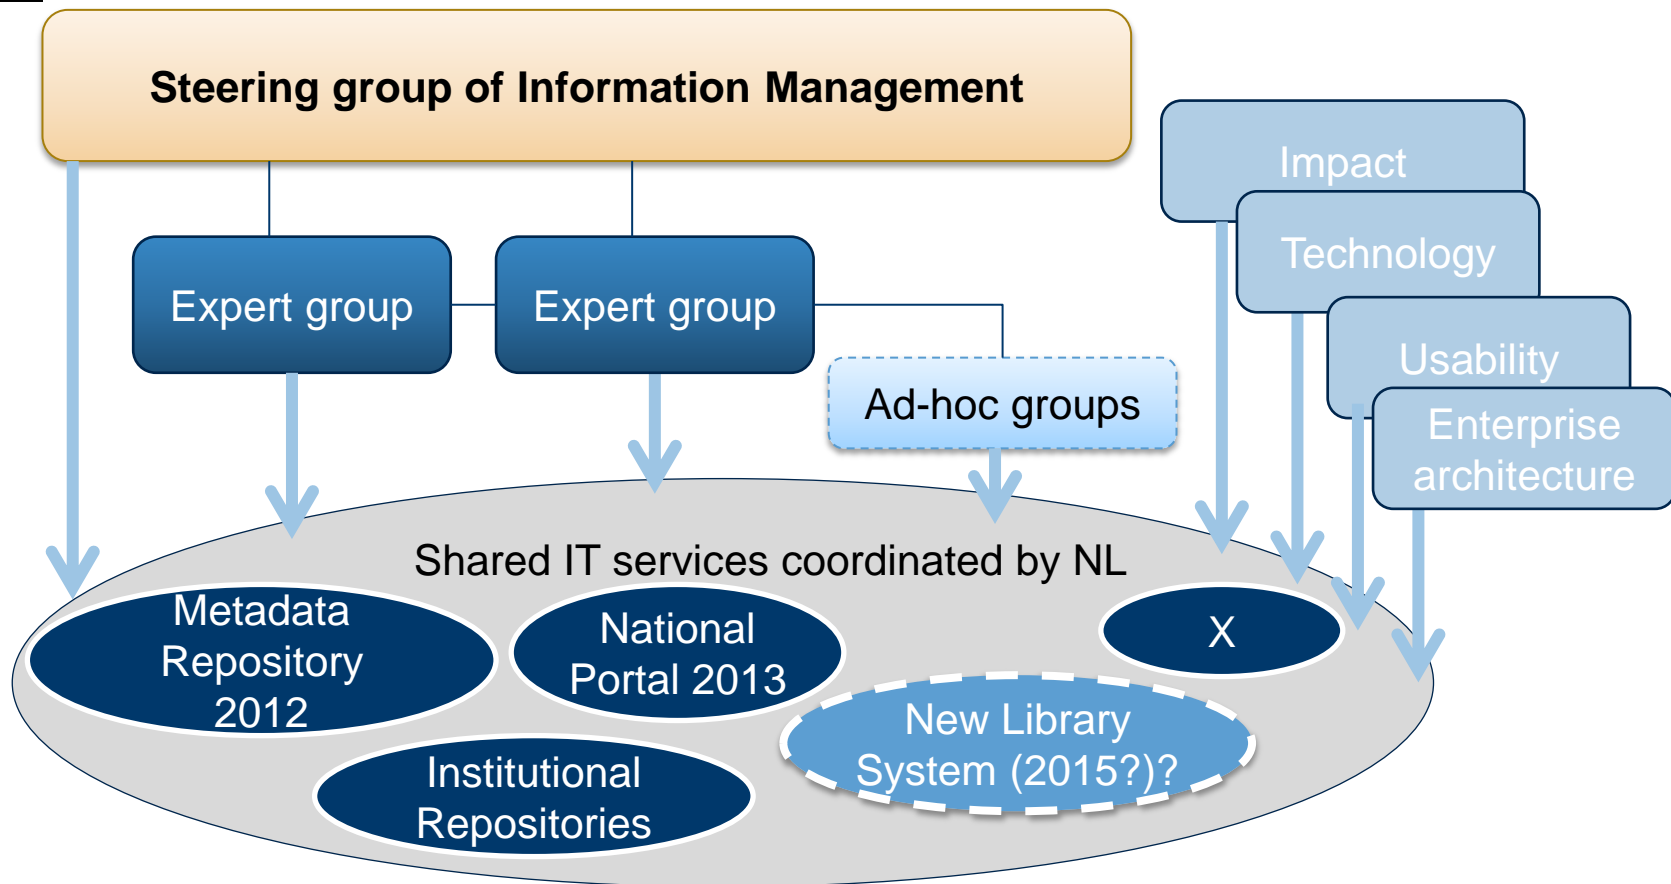 Steering group of Information Management
Impact
Technology
Usability
Enterprise
architecture
Expert group
Expert group
Ad-hoc groups
Shared IT services coordinated by NL
Metadata
Repository
2012
National
Portal 2013
X
New Library
System (2015?)?
Institutional
Repositories